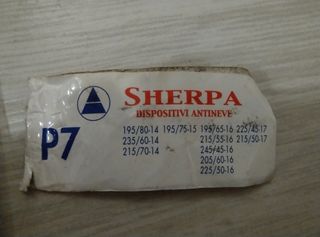 SHERPA
DISPOSITIVI ANTINEVE
P7
195/80-14 195/75-15 195/65-16 225/45-17
235/60-14 215/55-16 215/50-17
215/70-14 245/45-16
205/60-16
225/50-16